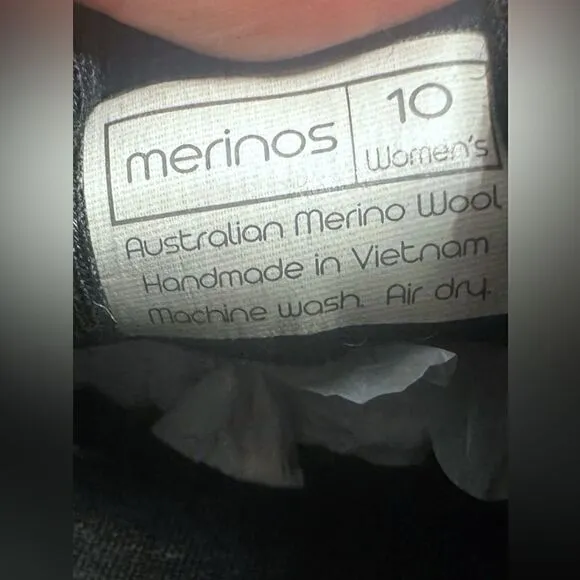 merinos
10
Women's
Australian Merino Wool
Handmade in Vietnam
Machine wash. Air dry.